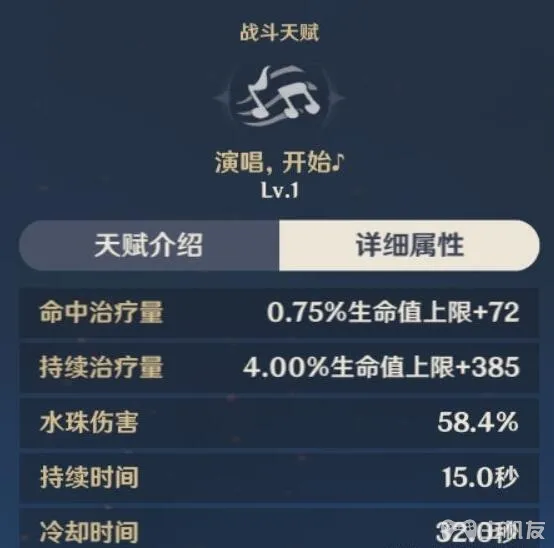 战斗天赋
演唱，开始♪
Lv.1
天赋介绍 详细属性
命中治疗量 0.75%生命值上限+72
持续治疗量 4.00%生命值上限+385
水珠伤害 58.4%
持续时间 15.0秒
冷却时间 32.0秒